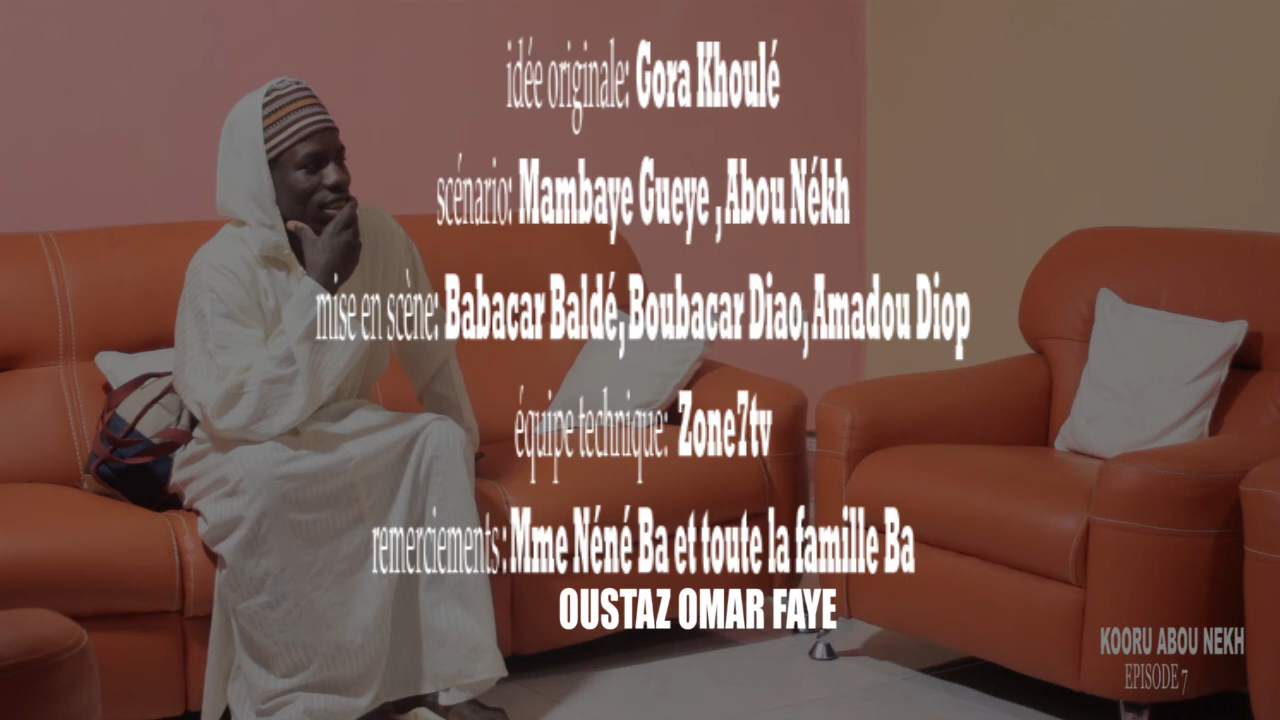 idée originale: Gora Khoulé
scénario: Mambaye Gueye , Abou Nékh
mise en scène: Babacar Baldé, Boubacar Diao, Amadou Diop
équipe technique: Zone7tv
remerciements: Mme Néné Ba et toute la famille Ba
OUSTAZ OMAR FAYE
KOORU ABOU NEKH
EPISODE 7